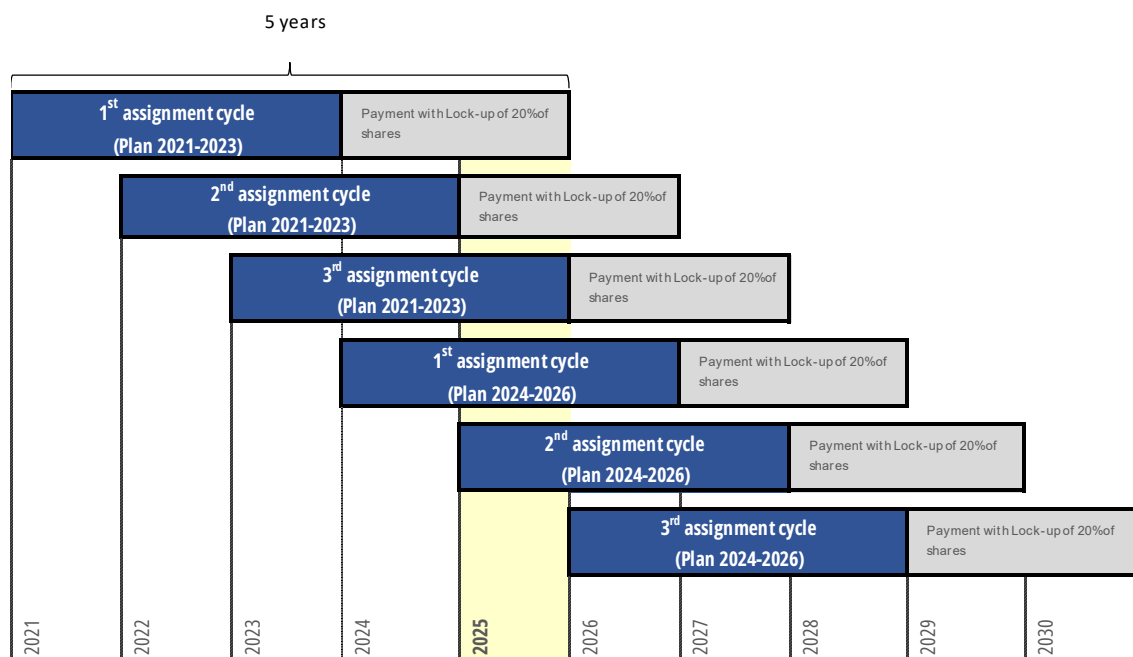 5 years
1st assignment cycle
(Plan 2021-2023)
Payment with Lock-up of 20%of
shares
2nd assignment cycle
(Plan 2021-2023)
Payment with Lock-up of 20%of
shares
3rd assignment cycle
(Plan 2021-2023)
Payment with Lock-up of 20%of
shares
1st assignment cycle
(Plan 2024-2026)
Payment with Lock-up of 20%of
shares
2nd assignment cycle
(Plan 2024-2026)
Payment with Lock-up of 20%of
shares
3rd assignment cycle
(Plan 2024-2026)
Payment with Lock-up of 20%of
shares
2021
2022
2023
2024
2025
2026
2027
2028
2029
2030